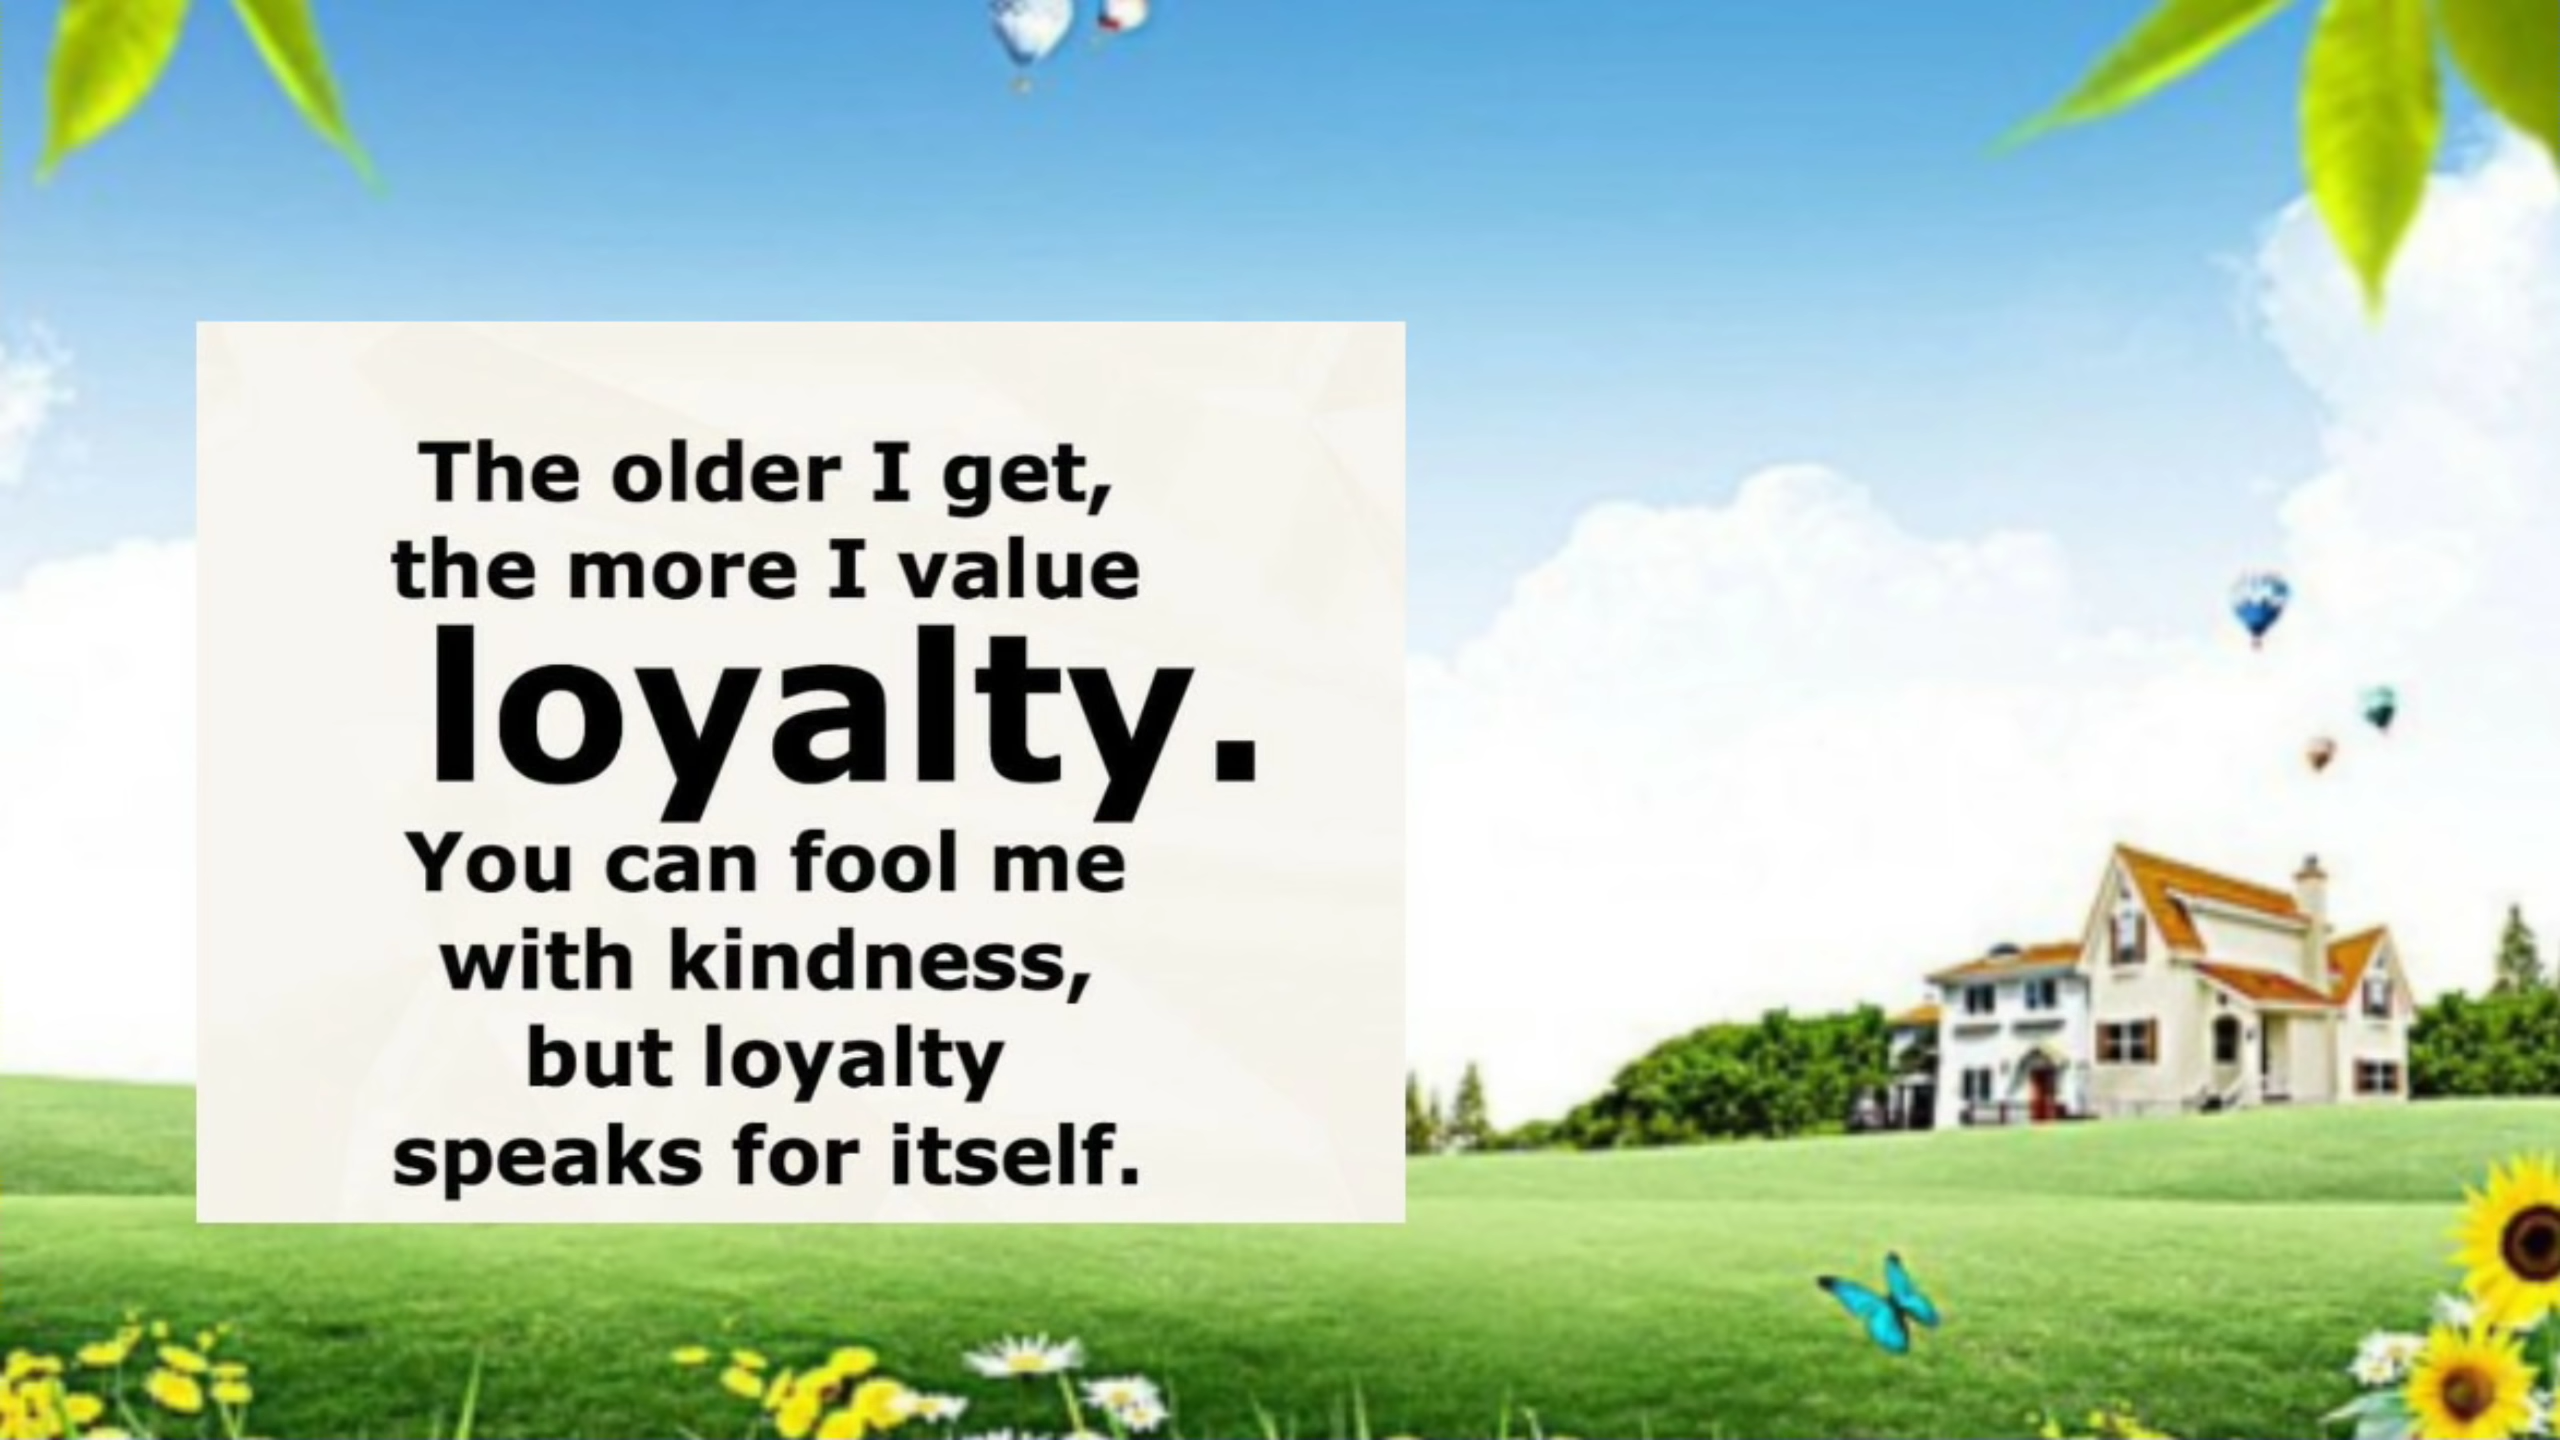 The older I get,
the more I value
loyalty.
You can fool me
with kindness,
but loyalty
speaks for itself.